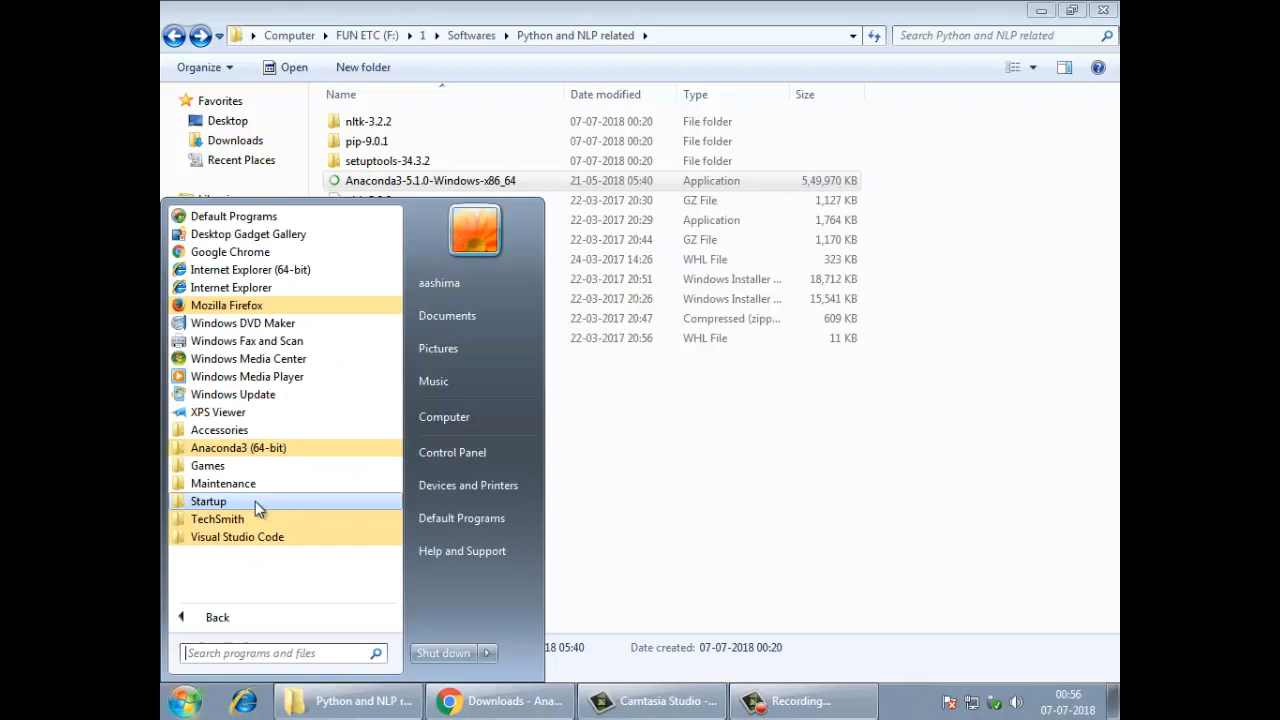 Computer FUN ETC (F:) 1 Softwares Python and NLP related
Search Python and NLP related
Organize Open New folder
Name Date modified Type Size
Favorites
Desktop
Downloads
Recent Places
nltk-3.2.2 07-07-2018 00:20 File folder
pip-9.0.1 07-07-2018 00:20 File folder
setuptools-34.3.2 07-07-2018 00:20 File folder
Anaconda3-5.1.0-Windows-x86_64 21-05-2018 05:40 Application 5,49,970 KB
22-03-2017 20:30 GZ File 1,127 KB
22-03-2017 20:29 Application 1,764 KB
22-03-2017 20:44 GZ File 1,170 KB
24-03-2017 14:26 WHL File 323 KB
22-03-2017 20:51 Windows Installer ... 18,712 KB
22-03-2017 20:26 Windows Installer ... 15,541 KB
22-03-2017 20:47 Compressed (zipp... 609 KB
22-03-2017 20:56 WHL File 11 KB
Default Programs
Desktop Gadget Gallery
Google Chrome
Internet Explorer (64-bit)
Internet Explorer
Mozilla Firefox
Windows DVD Maker
Windows Fax and Scan
Windows Media Center
Windows Media Player
Windows Update
XPS Viewer
Accessories
Anaconda3 (64-bit)
Games
Maintenance
Startup
TechSmith
Visual Studio Code
Back
Search programs and files
aashima
Documents
Pictures
Music
Computer
Control Panel
Devices and Printers
Default Programs
Help and Support
Shut down
18 05:40 Date created: 07-07-2018 00:20
Python and NLP r...
Downloads - Ana...
Camtasia Studio -...
Recording...
00:56
07-07-2018